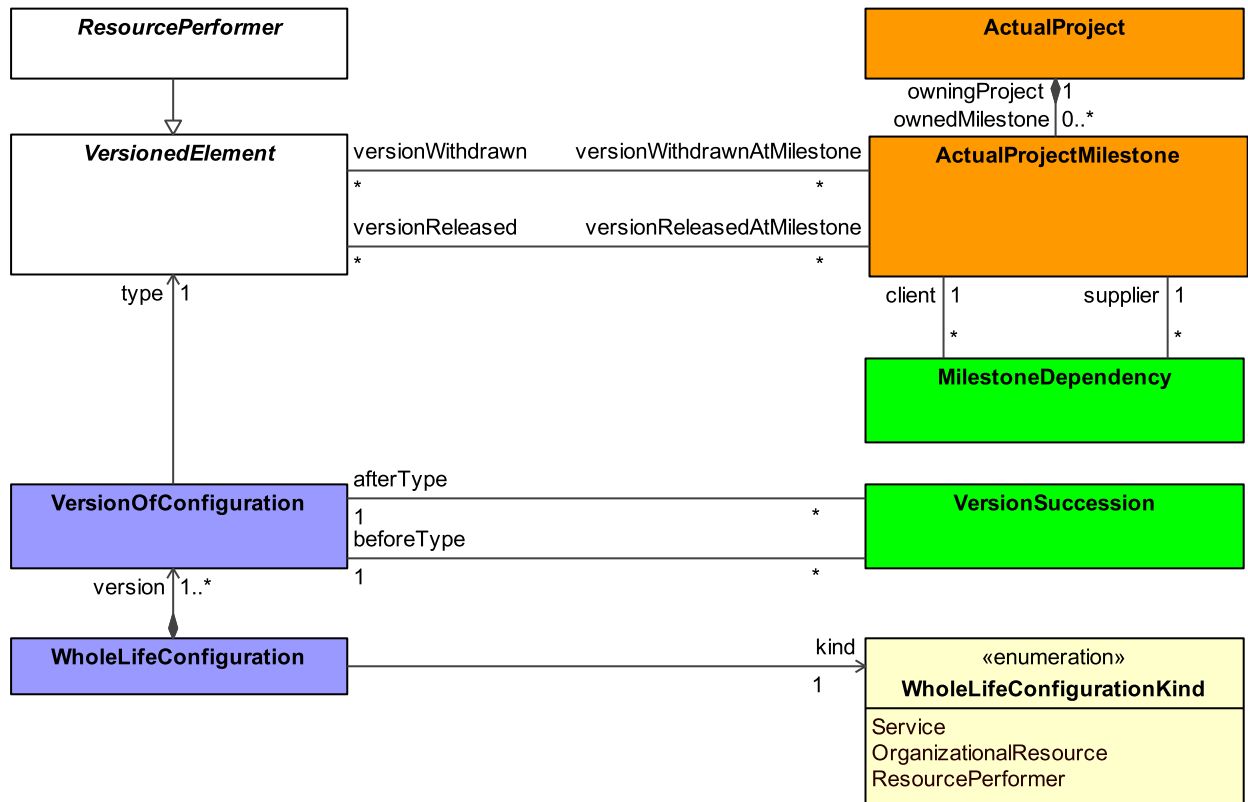 ResourcePerformer
ActualProject
owningProject 1
ownedMilestone 0..*
VersionedElement
versionWithdrawn versionWithdrawnAtMilestone
* *
ActualProjectMilestone
versionReleased versionReleasedAtMilestone
* *
type 1
client 1 supplier 1
* *
MilestoneDependency
VersionOfConfiguration
afterType
1 *
beforeType
1 *
VersionSuccession
version 1..*
WholeLifeConfiguration
kind
1
«enumeration»
WholeLifeConfigurationKind
Service
OrganizationalResource
ResourcePerformer